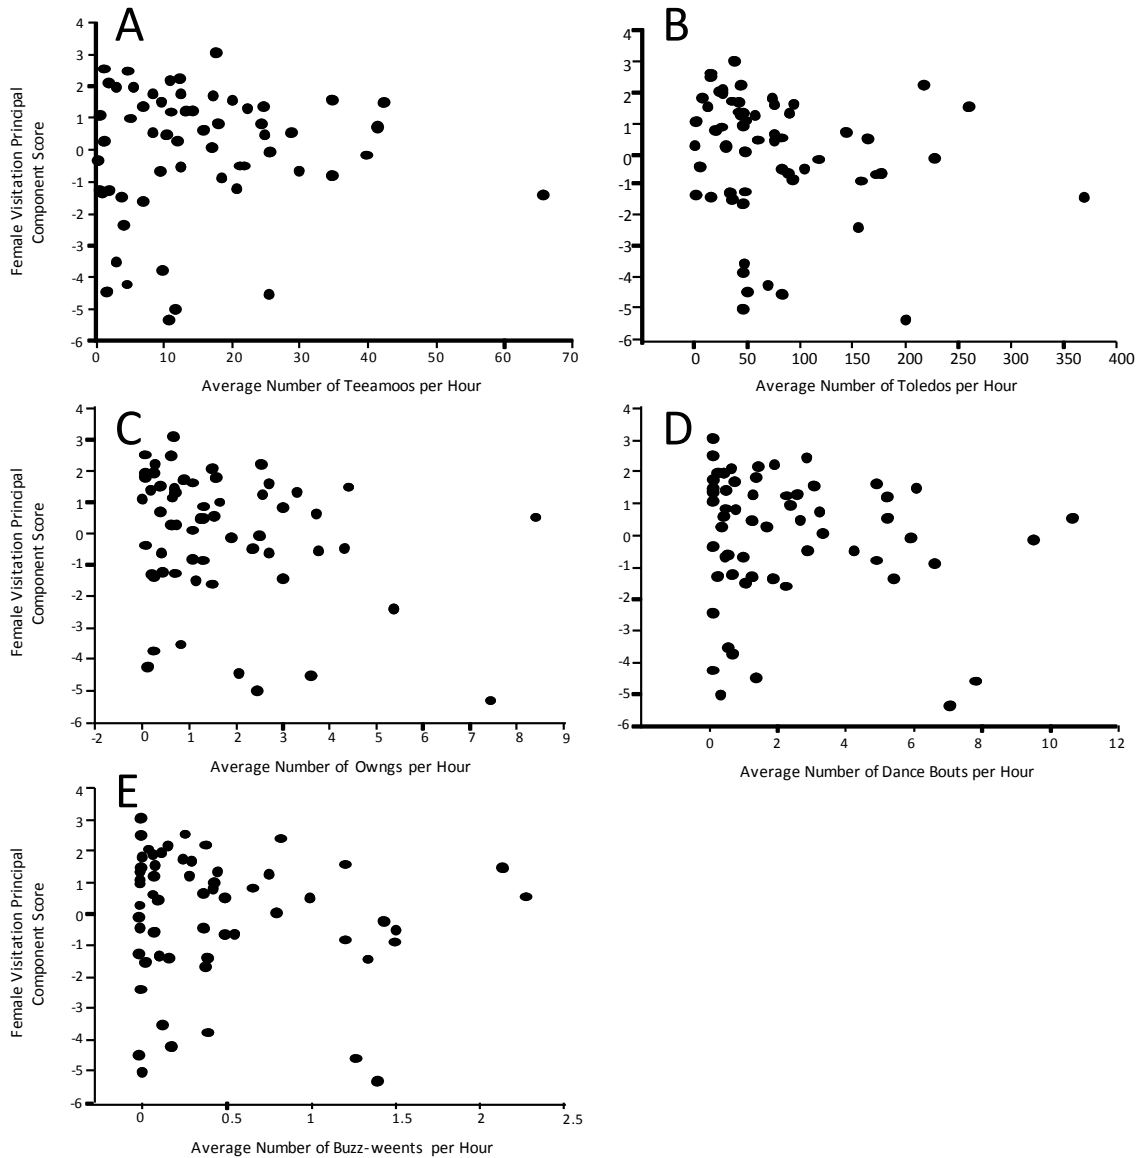 A
4
3
2
1
0
-1
-2
-3
-4
-5
-6
0 10 20 30 40 50 60 70
Female Visitation Principal
Component Score
Average Number of Teeamoos per Hour
B
4
3
2
1
0
-1
-2
-3
-4
-5
-6
0 50 100 150 200 250 300 350 400
Average Number of Toledos per Hour
C
4
3
2
1
0
-1
-2
-3
-4
-5
-6
-2 0 1 2 3 4 5 6 7 8 9
Female Visitation Principal
Component Score
Average Number of Owngs per Hour
D
4
3
2
1
0
-1
-2
-3
-4
-5
-6
0 2 4 6 8 10 12
Average Number of Dance Bouts per Hour
E
4
3
2
1
0
-1
-2
-3
-4
-5
-6
0 0.5 1 1.5 2 2.5
Female Visitation Principal
Component Score
Average Number of Buzz-weents per Hour